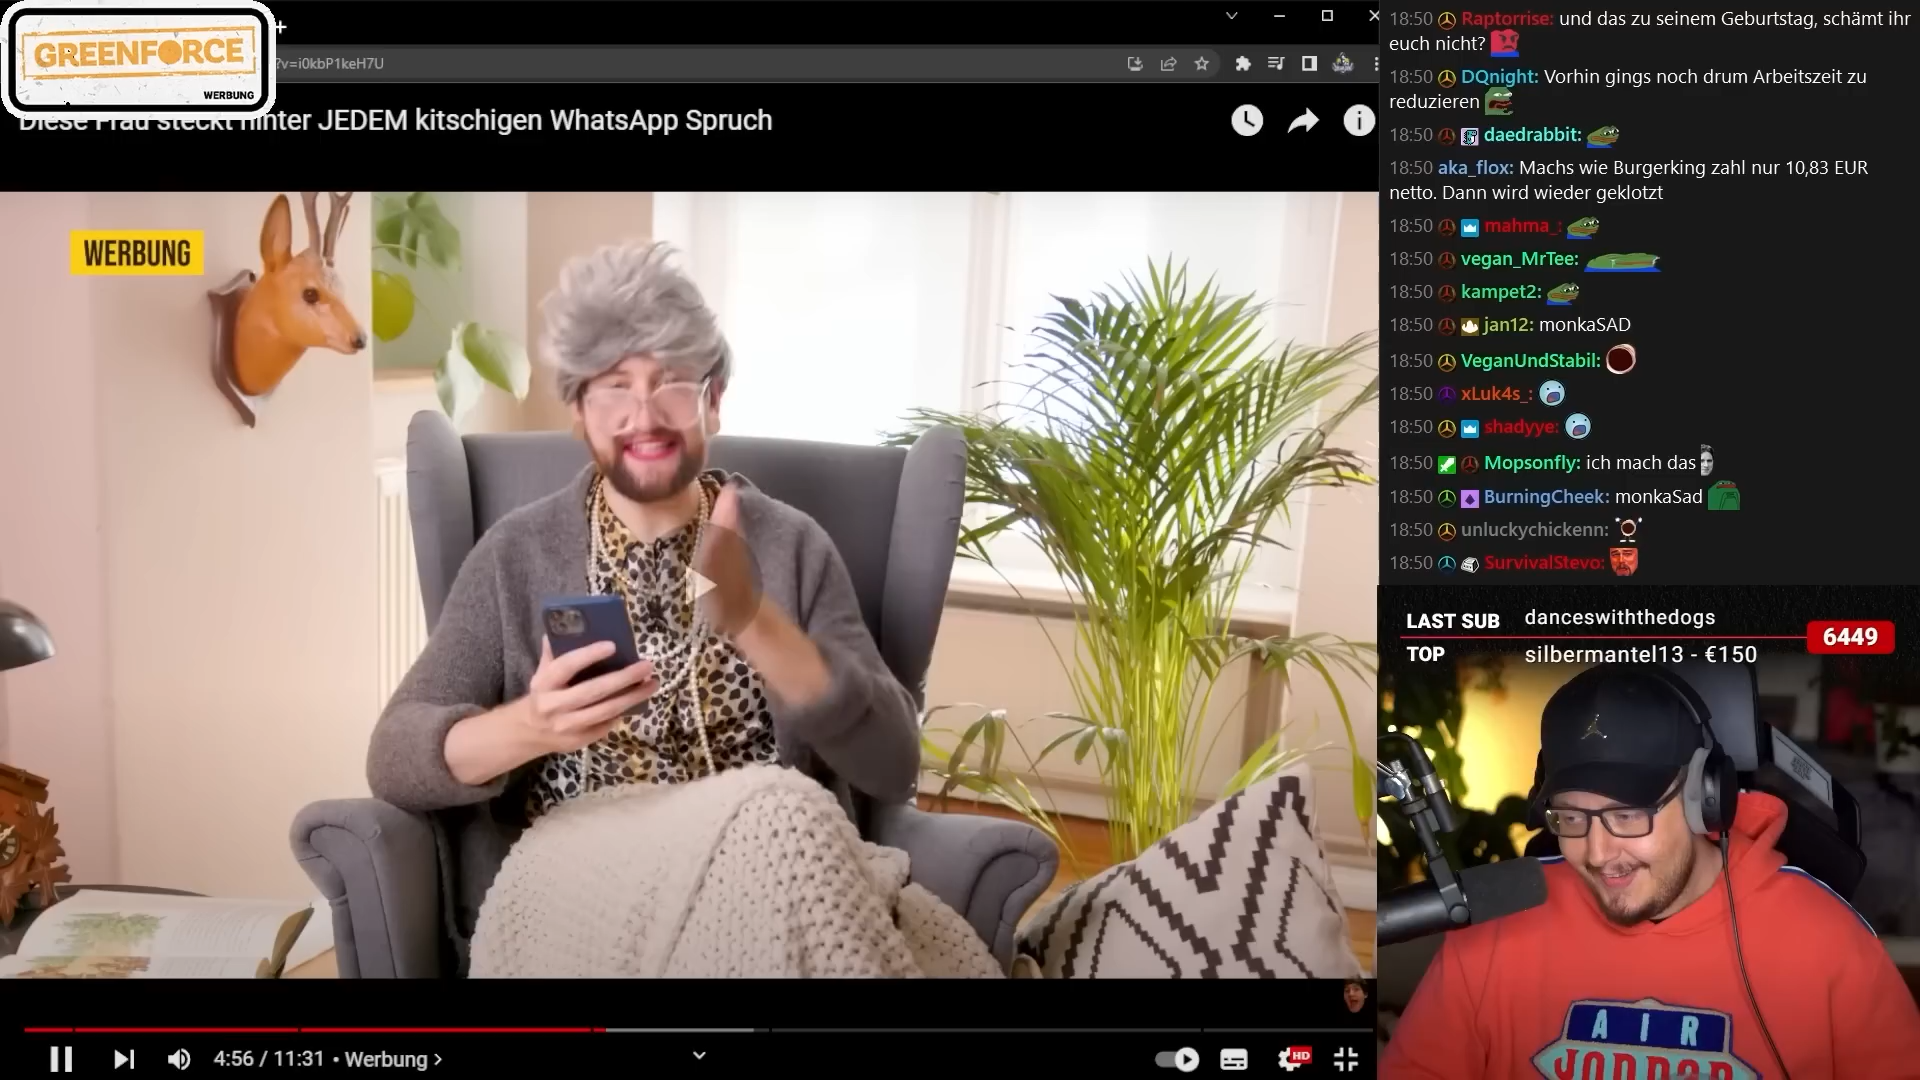 GREENFORCE
WERBUNG
?v=i0kbP1keH7U
Diese Frau steckt hinter JEDEM kitschigen WhatsApp Spruch
WERBUNG
4:56 / 11:31 • Werbung >
HD
18:50 Raptorrise: und das zu seinem Geburtstag, schämt ihr
euch nicht?
18:50 DQnight: Vorhin gings noch drum Arbeitszeit zu
reduzieren
18:50 daedrabbit:
18:50 aka_flox: Machs wie Burgerking zahl nur 10,83 EUR
netto. Dann wird wieder geklotzt
18:50 mahma_:
18:50 vegan_MrTee:
18:50 kampet2:
18:50 jan12: monkaSAD
18:50 VeganUndStabil:
18:50 xLuk4s_:
18:50 shadyye:
18:50 Mopsonfly: ich mach das
18:50 BurningCheek: monkaSad
18:50 unluckychickenn:
18:50 SurvivalStevo:
LAST SUB danceswiththedogs
TOP silbermantel13 - €150
6449
AIR
JORDAN